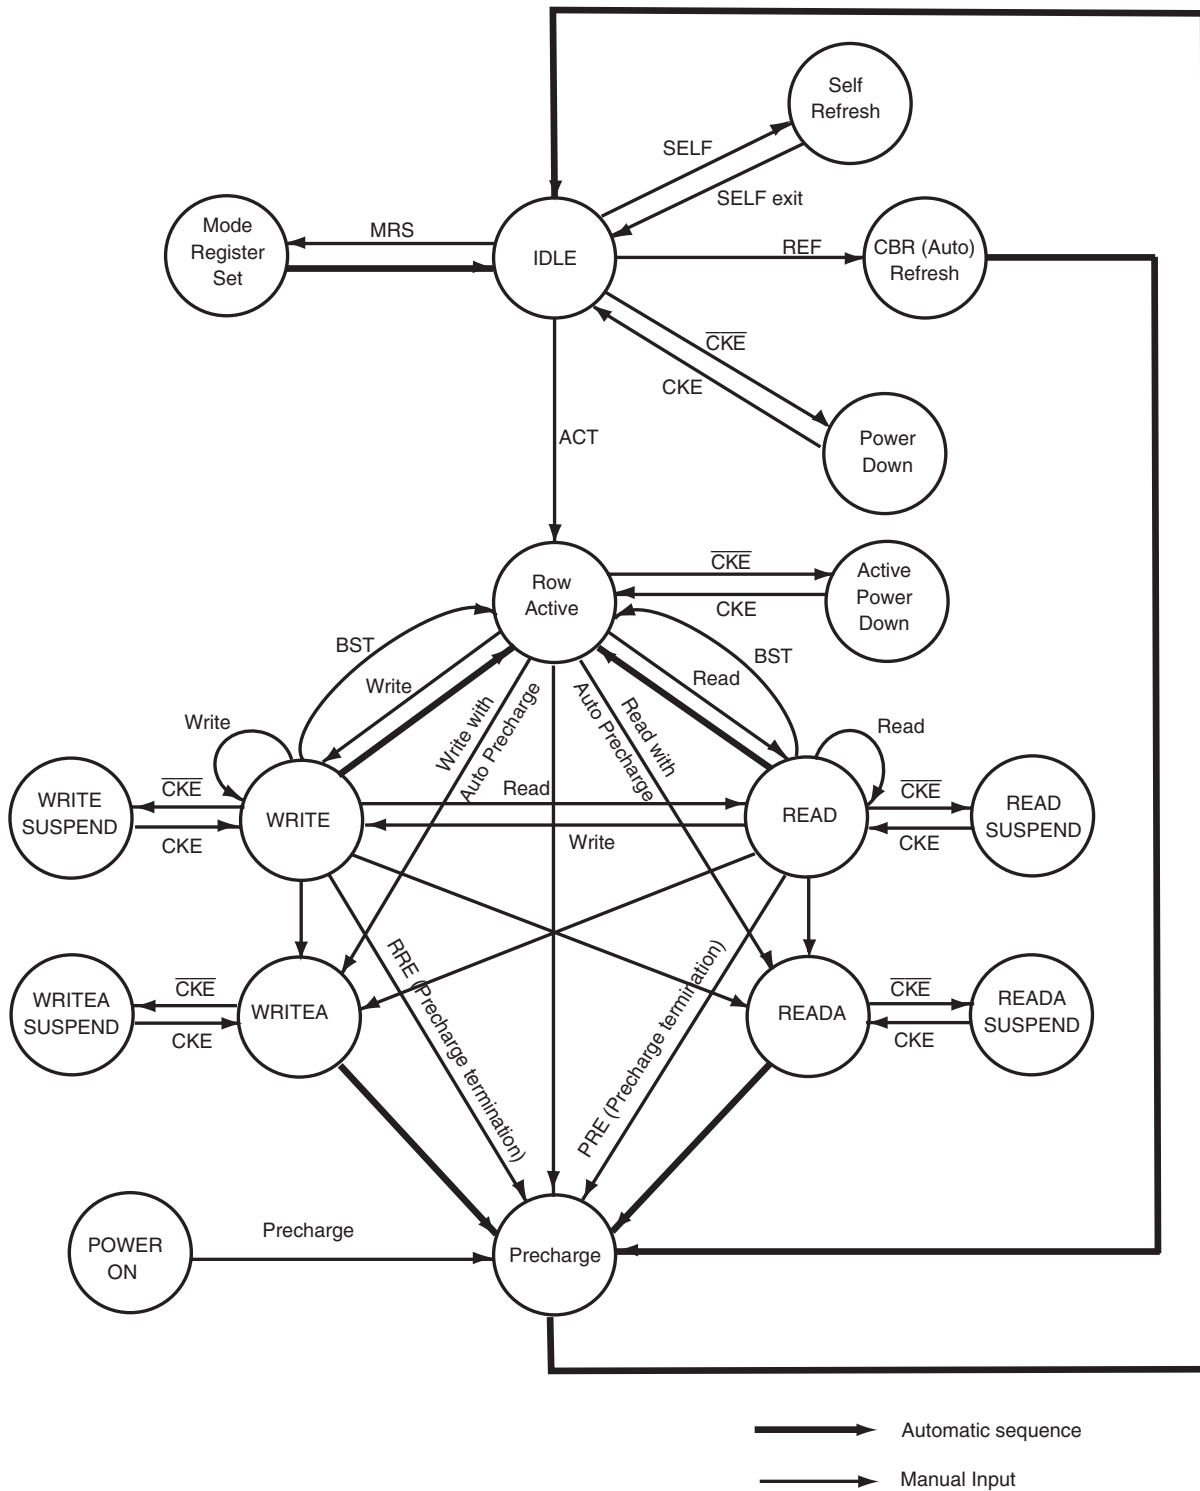 Self
Refresh
SELF
SELF exit
Mode
Register
Set
MRS
IDLE
REF
CBR (Auto)
Refresh
CKE
CKE
ACT
Power
Down
Row
Active
CKE
CKE
Active
Power
Down
BST
BST
Write
Read
Write with
Auto Precharge
Read with
Auto Precharge
Write
Read
WRITE
SUSPEND
CKE
CKE
WRITE
Read
Write
READ
CKE
CKE
READ
SUSPEND
RRE (Precharge termination)
PRE (Precharge termination)
WRITEA
SUSPEND
CKE
CKE
WRITEA
READA
CKE
CKE
READA
SUSPEND
POWER
ON
Precharge
Precharge
Automatic sequence
Manual Input